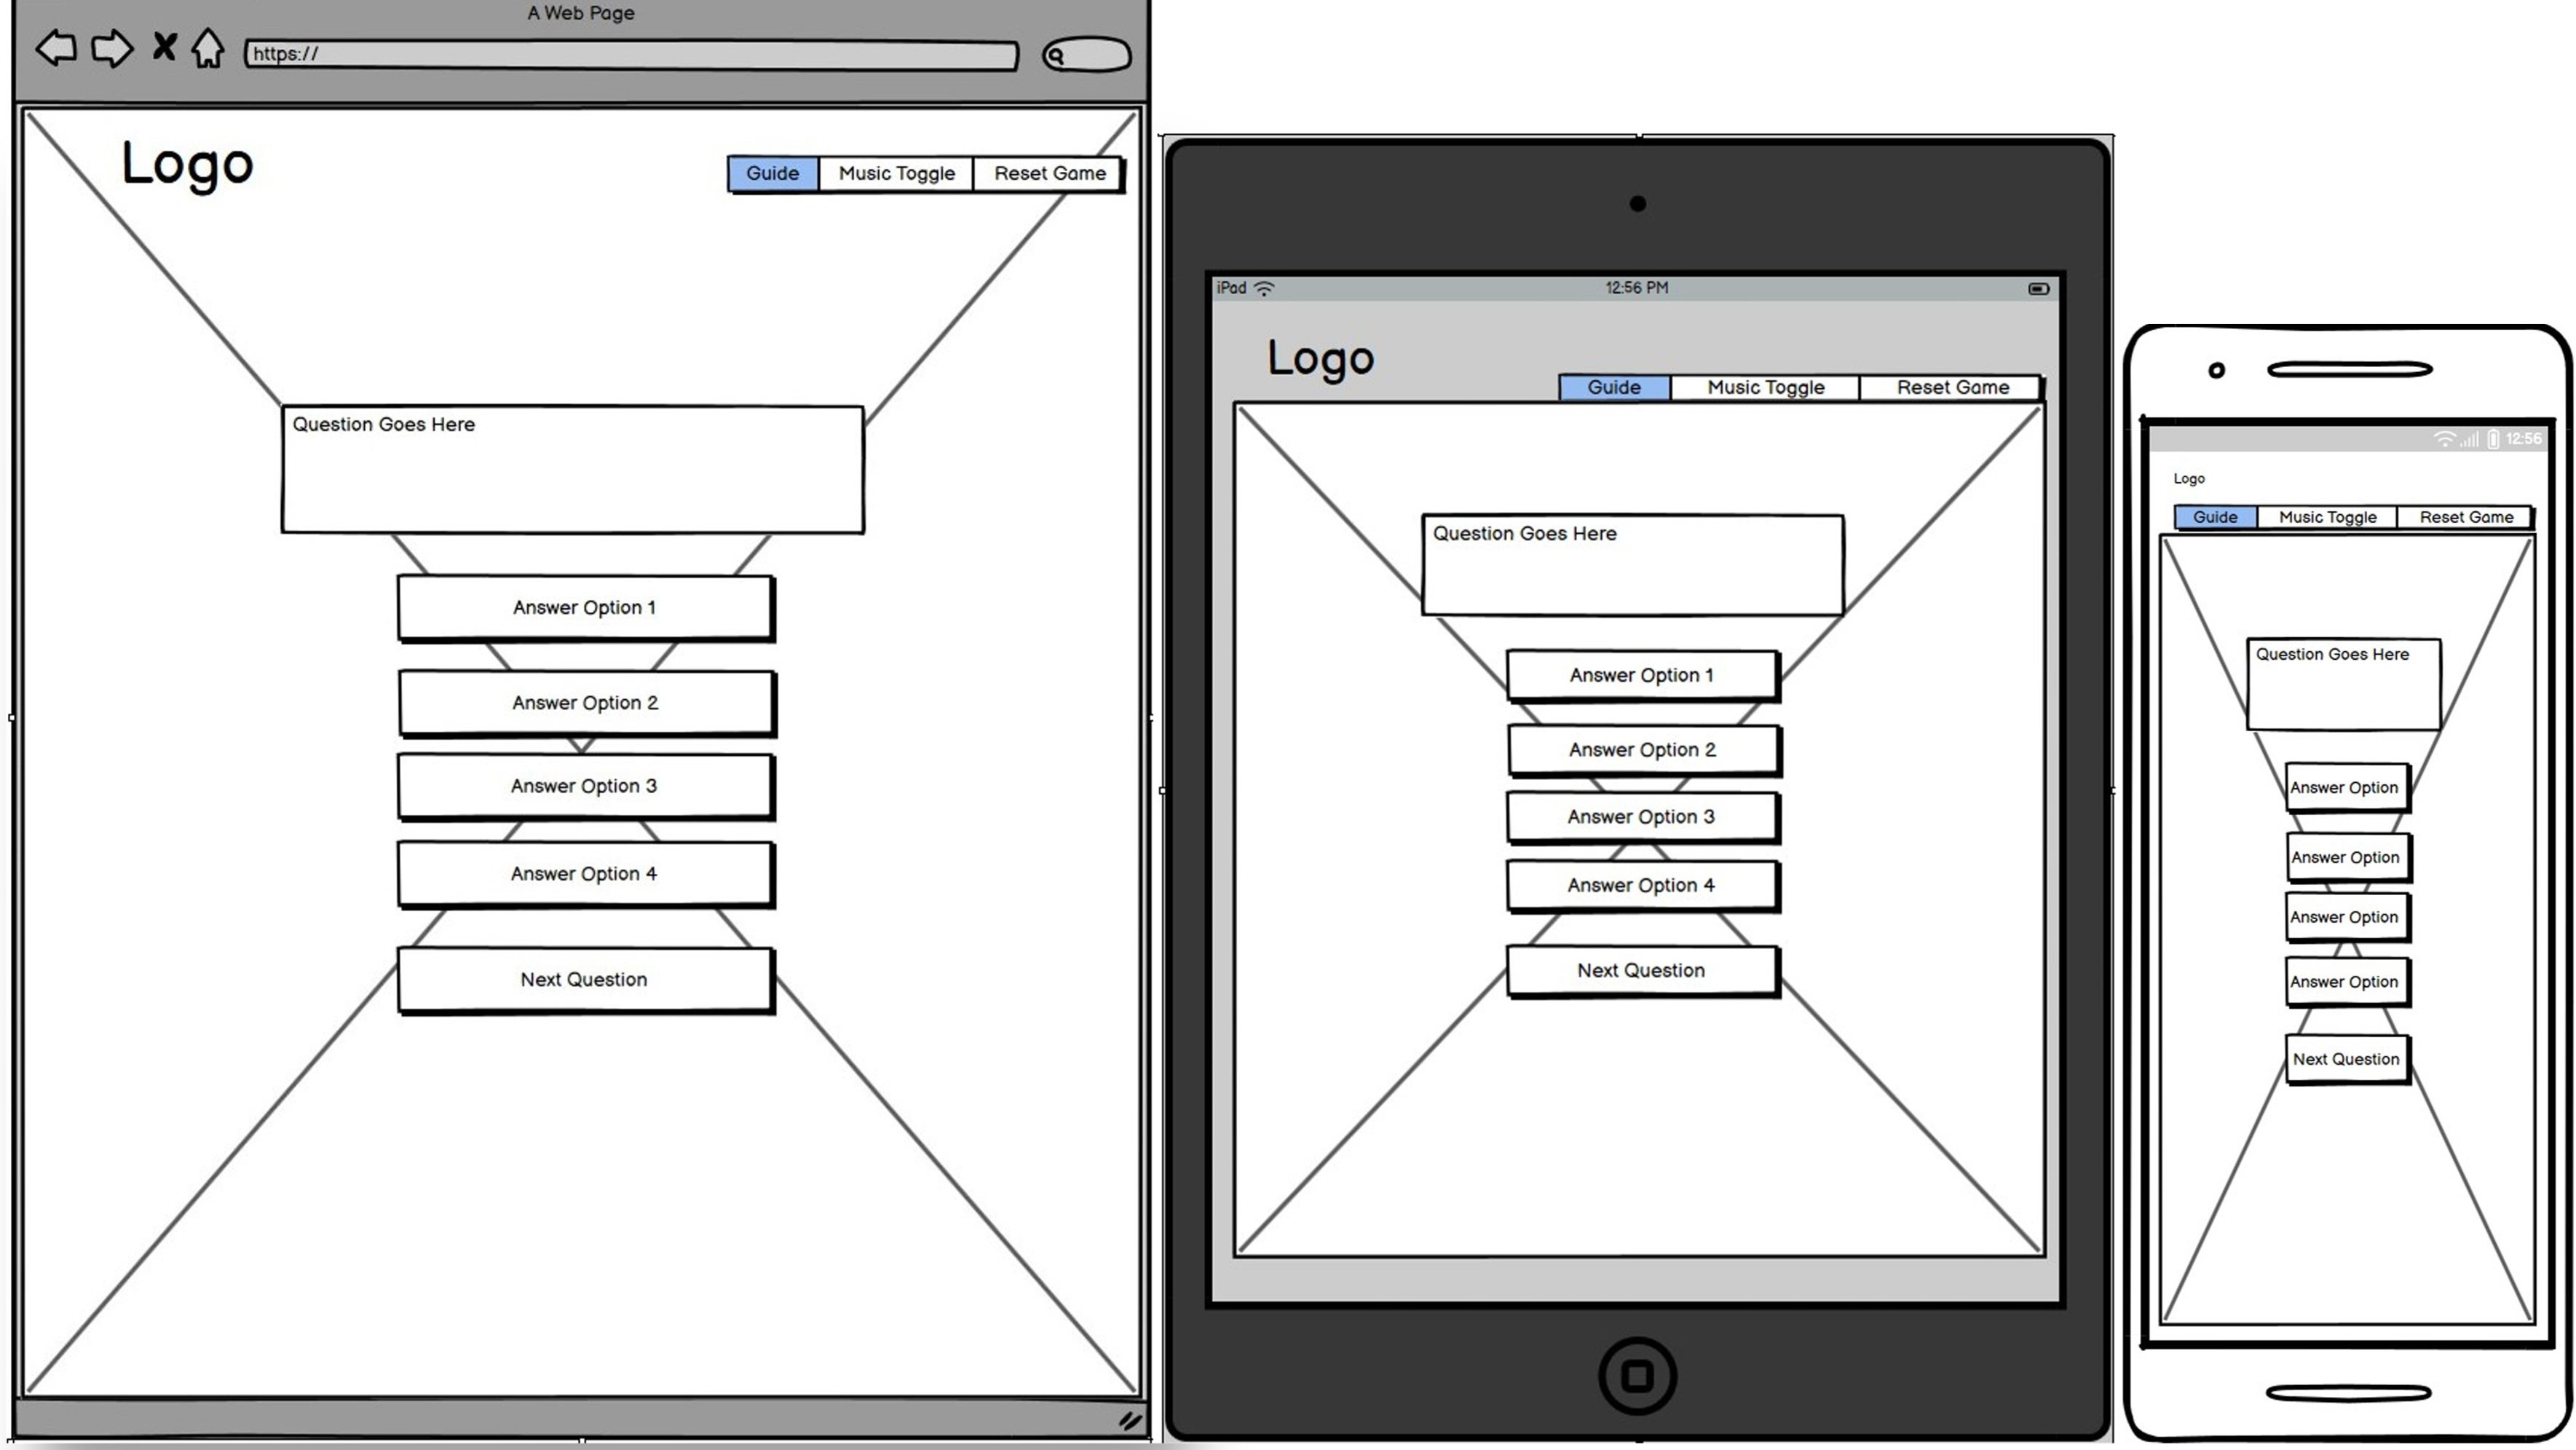 A Web Page
https://
Logo
Guide Music Toggle Reset Game
Question Goes Here
Answer Option 1
Answer Option 2
Answer Option 3
Answer Option 4
Next Question
iPad 12:56 PM
Logo
Guide Music Toggle Reset Game
Question Goes Here
Answer Option 1
Answer Option 2
Answer Option 3
Answer Option 4
Next Question
12:56
Logo
Guide Music Toggle Reset Game
Question Goes Here
Answer Option
Answer Option
Answer Option
Answer Option
Next Question